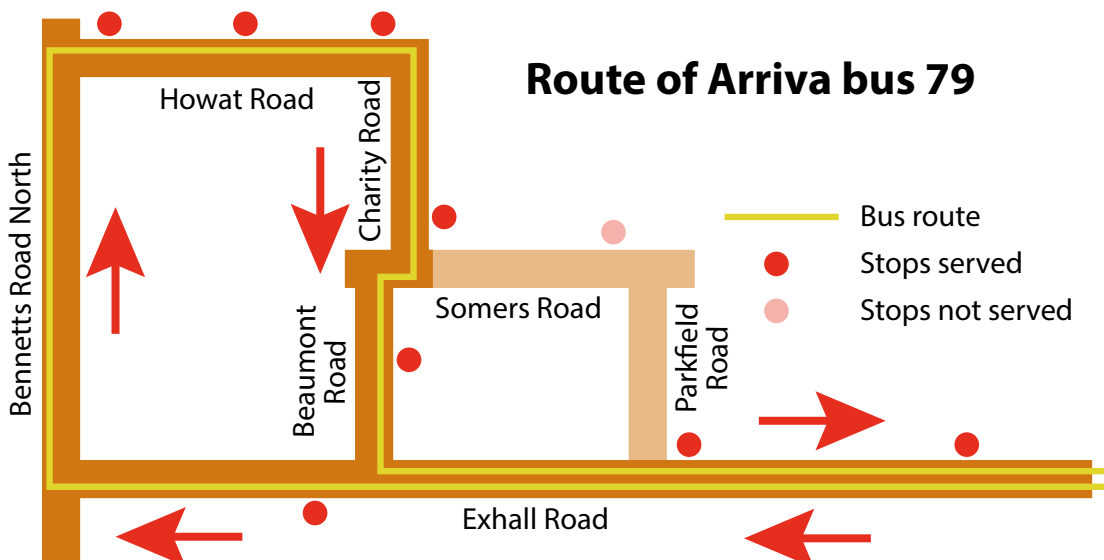 Route of Arriva bus 79
Howat Road
Charity Road
Bennetts Road North
Bus route
Stops served
Stops not served
Somers Road
Beaumont
Road
Parkfield
Road
Exhall Road